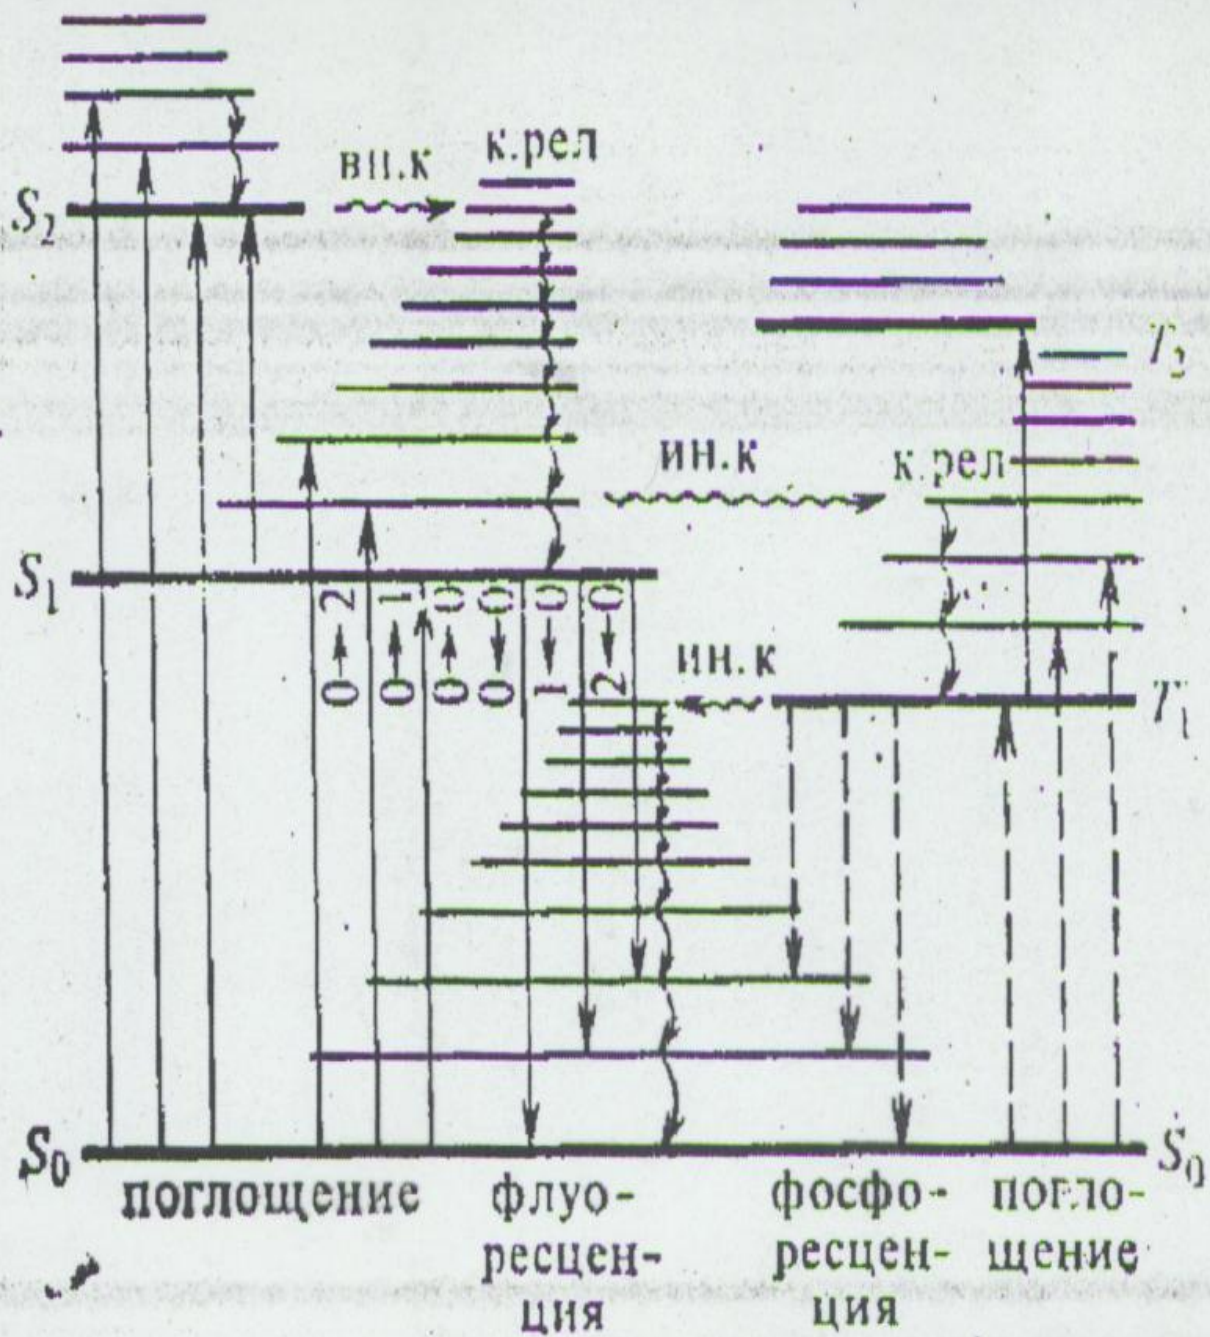 вн.к
к.рел
S₂
ин.к
к.рел
S₁
2 1 0 0 0 0
0 0 0 0 1 2
ин.к
T₁
S₀
S₀
поглощение
флуо-
ресцен-
ция
фосфо-
ресцен-
ция
погло-
щение